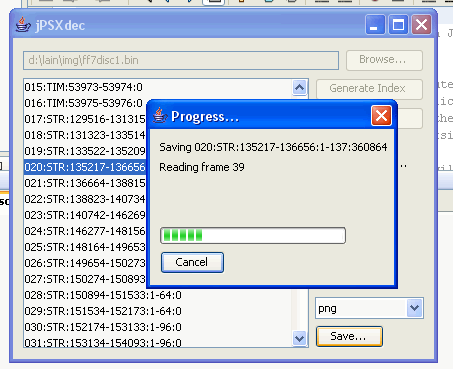 jPSXdec
d:\lain\img\ff7disc1.bin
Browse...
015:TIM:53973-53974:0
Generate Index
016:TIM:53975-53976:0
017:STR:129516-131315
018:STR:131323-133514
019:STR:133522-135209
020:STR:135217-136656
021:STR:136664-138815
022:STR:138823-140734
023:STR:140742-146269
024:STR:146277-148156
025:STR:148164-149653
026:STR:149654-150273
027:STR:150274-150893
028:STR:150894-151533:1-64:0
029:STR:151534-152173:1-64:0
030:STR:152174-153133:1-96:0
031:STR:153134-154093:1-96:0
png
Save...
Progress...
Saving 020:STR:135217-136656:1-137:360864
Reading frame 39
Cancel